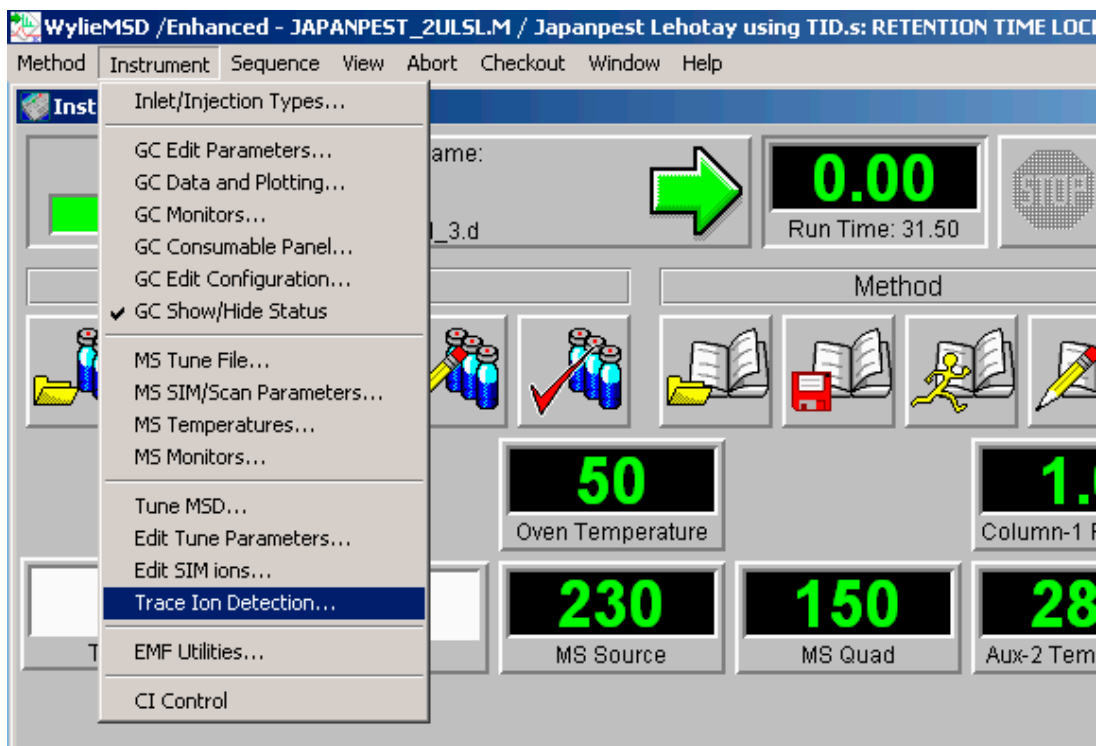 WylieMSD /Enhanced - JAPANPEST_2ULSL.M / Japanpest Lehotay using TID.s: RETENTION TIME
Method Instrument Sequence View Abort Checkout Window Help
Inst
Inlet/Injection Types...
GC Edit Parameters...
GC Data and Plotting...
GC Monitors...
GC Consumable Panel...
GC Edit Configuration...
GC Show/Hide Status
MS Tune File...
MS SIM/Scan Parameters...
MS Temperatures...
MS Monitors...
Tune MSD...
Edit Tune Parameters...
Edit SIM ions...
Trace Ion Detection...
EMF Utilities...
CI Control
ame:
_3.d
0.00
Run Time: 31.50
STOP
Method
50
Oven Temperature
1.
Column-1
230
MS Source
150
MS Quad
28
Aux-2 Tem
T